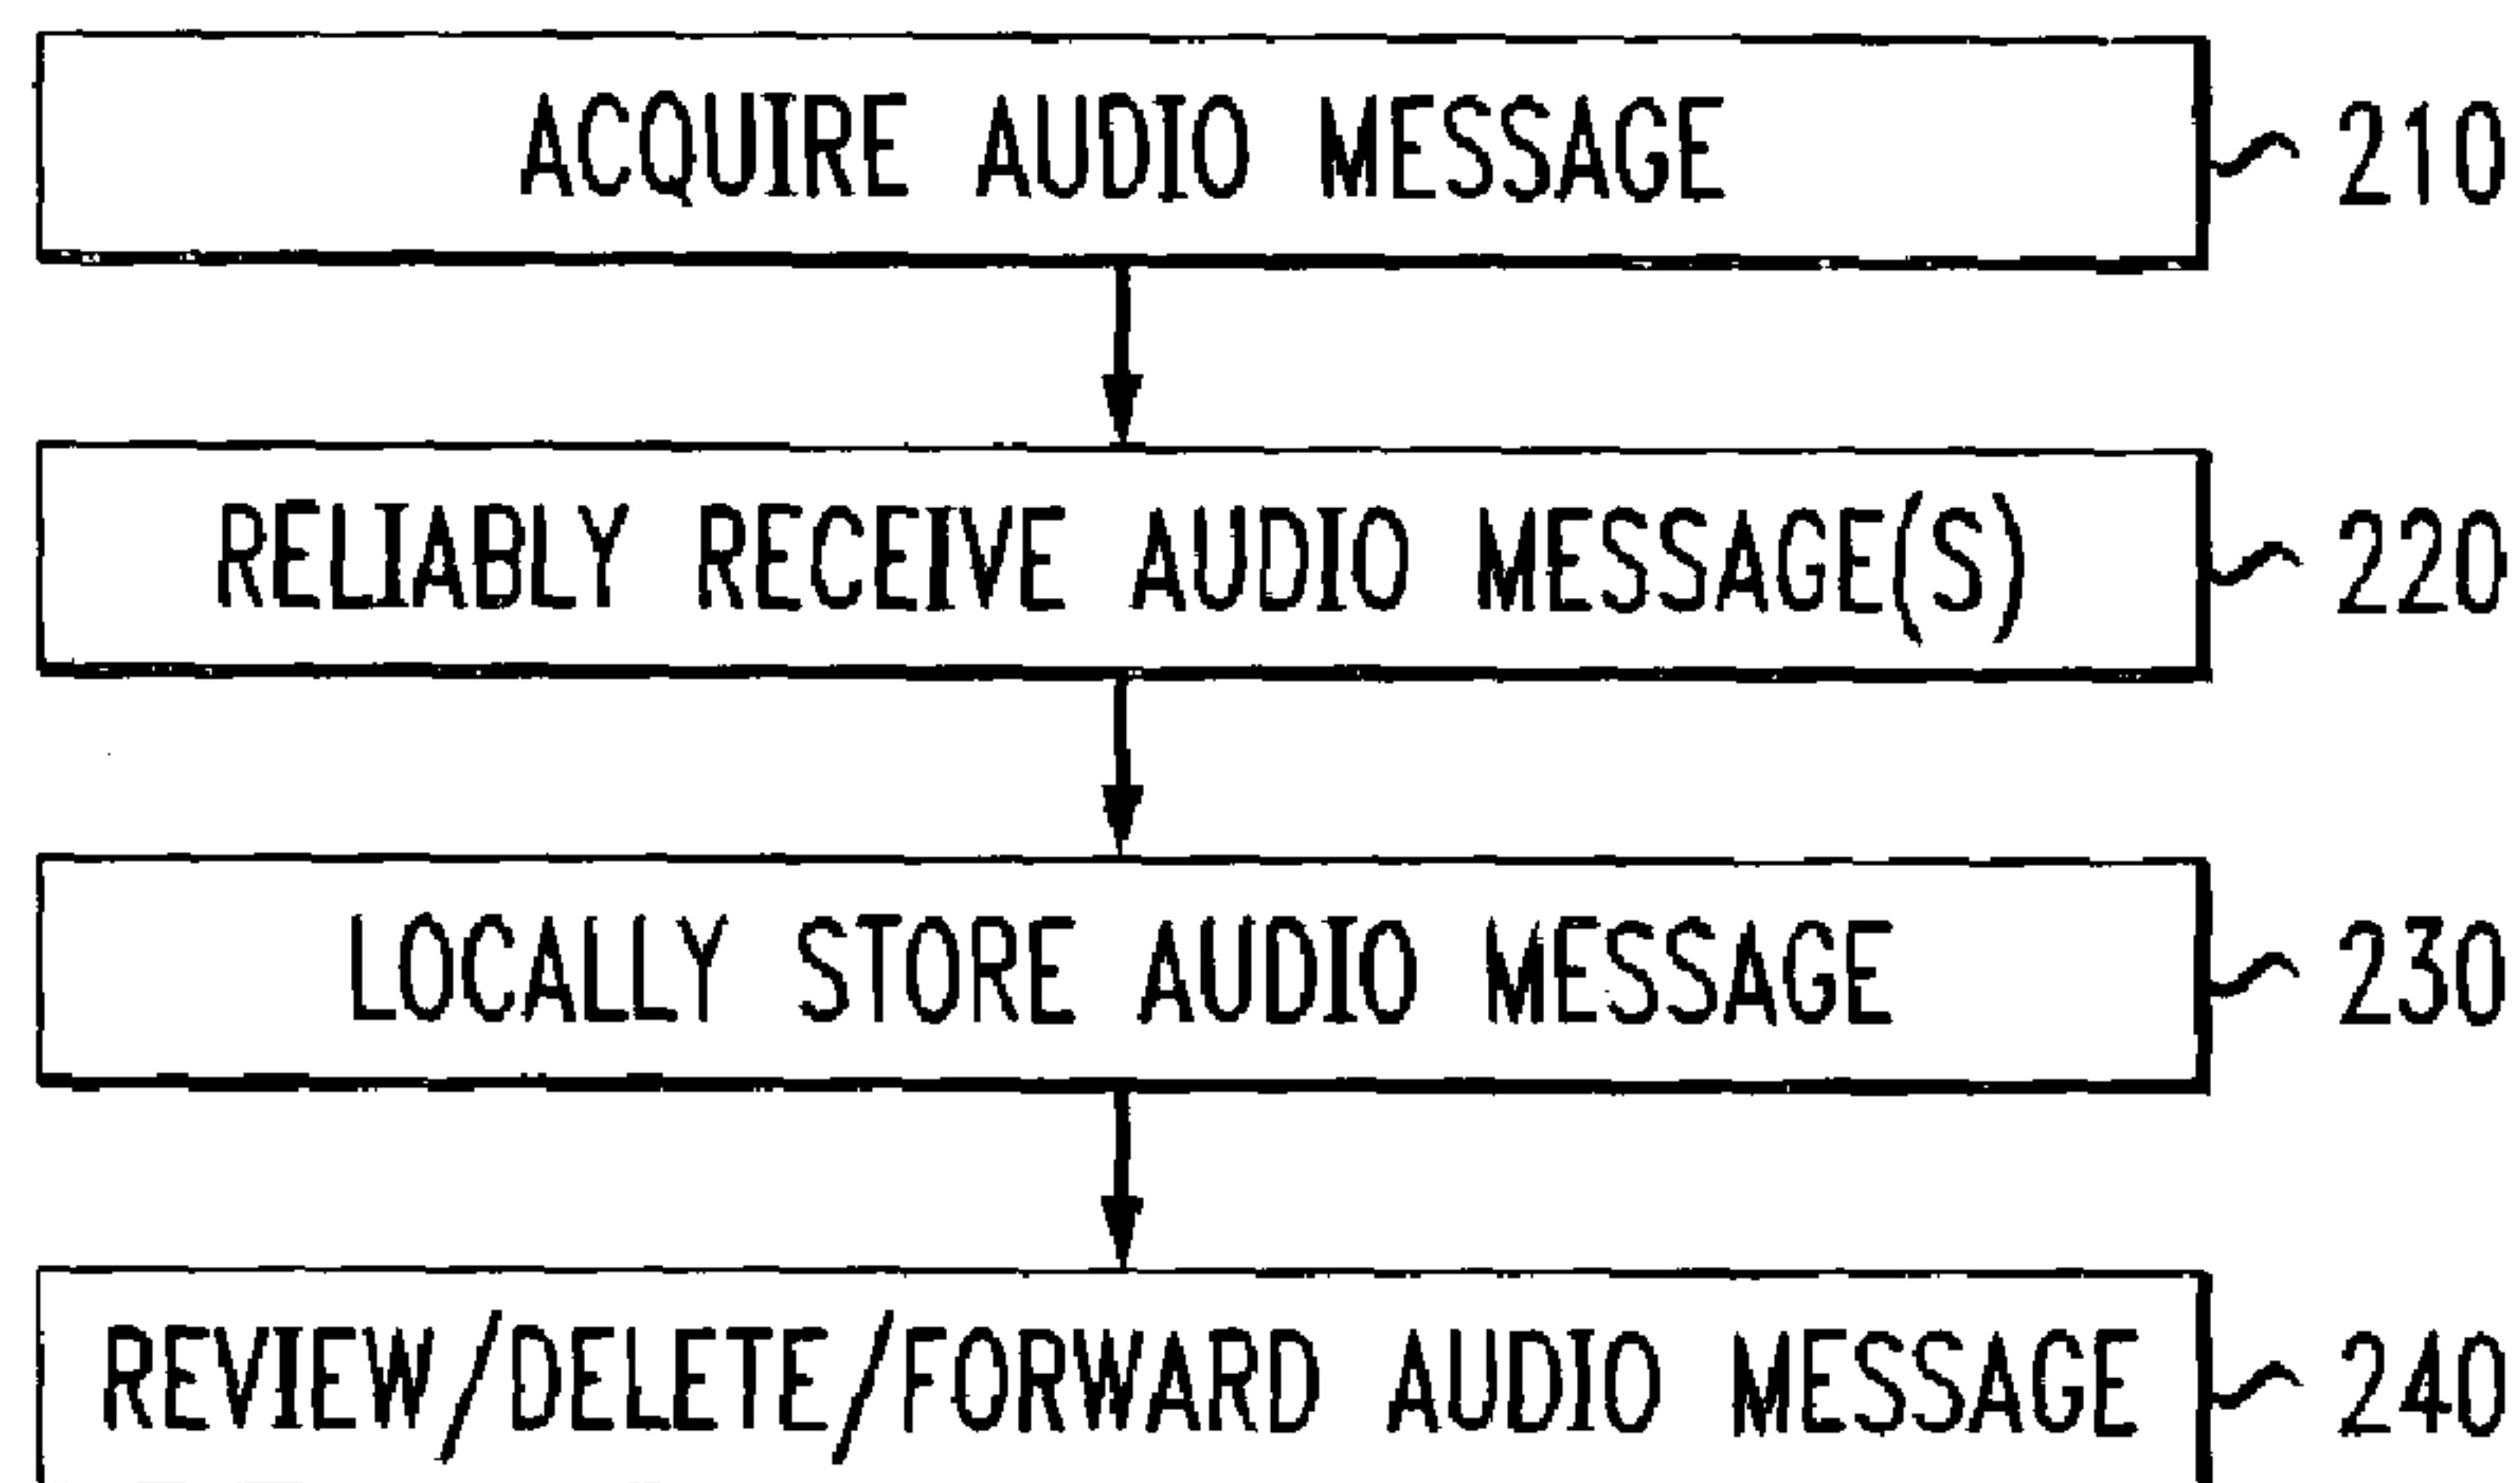 ACQUIRE AUDIO MESSAGE 210
RELIABLY RECEIVE AUDIO MESSAGE(S) 220
LOCALLY STORE AUDIO MESSAGE 230
REVIEW/DELETE/FORWARD AUDIO MESSAGE 240